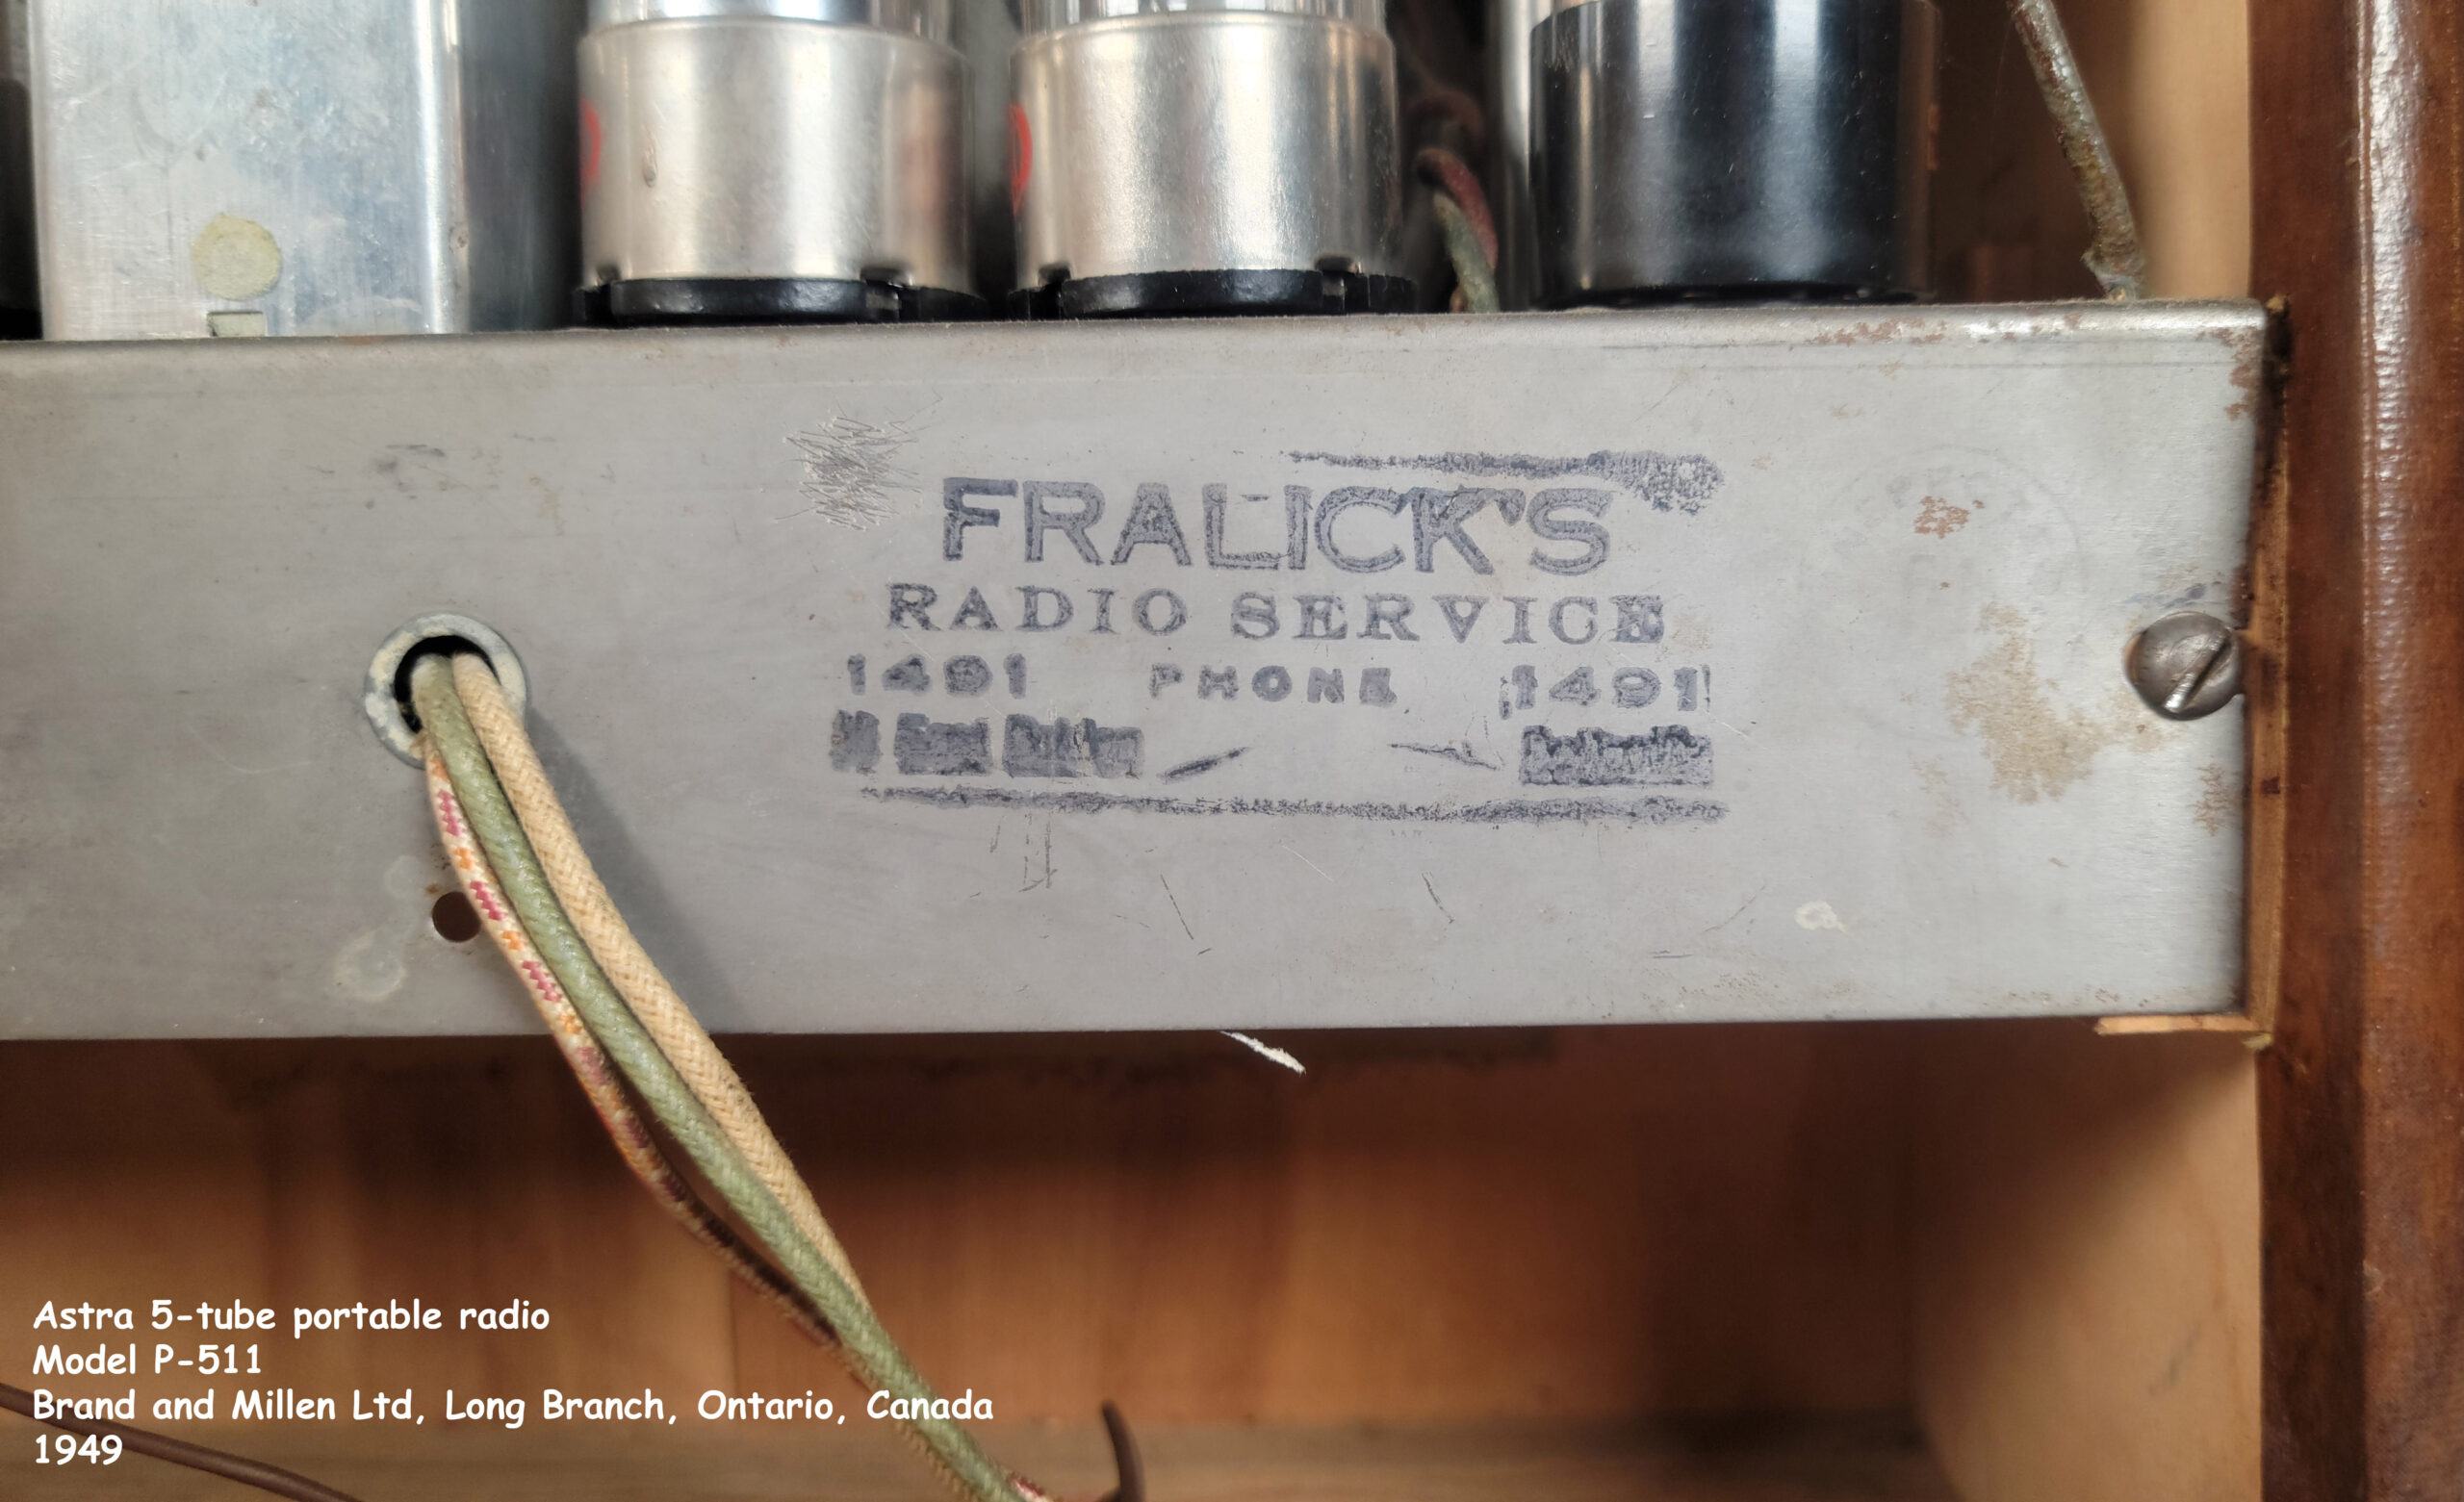 FRALICK'S
RADIO SERVICE
1491 PHONE 1491
Astra 5-tube portable radio
Model P-511
Brand and Millen Ltd, Long Branch, Ontario, Canada
1949